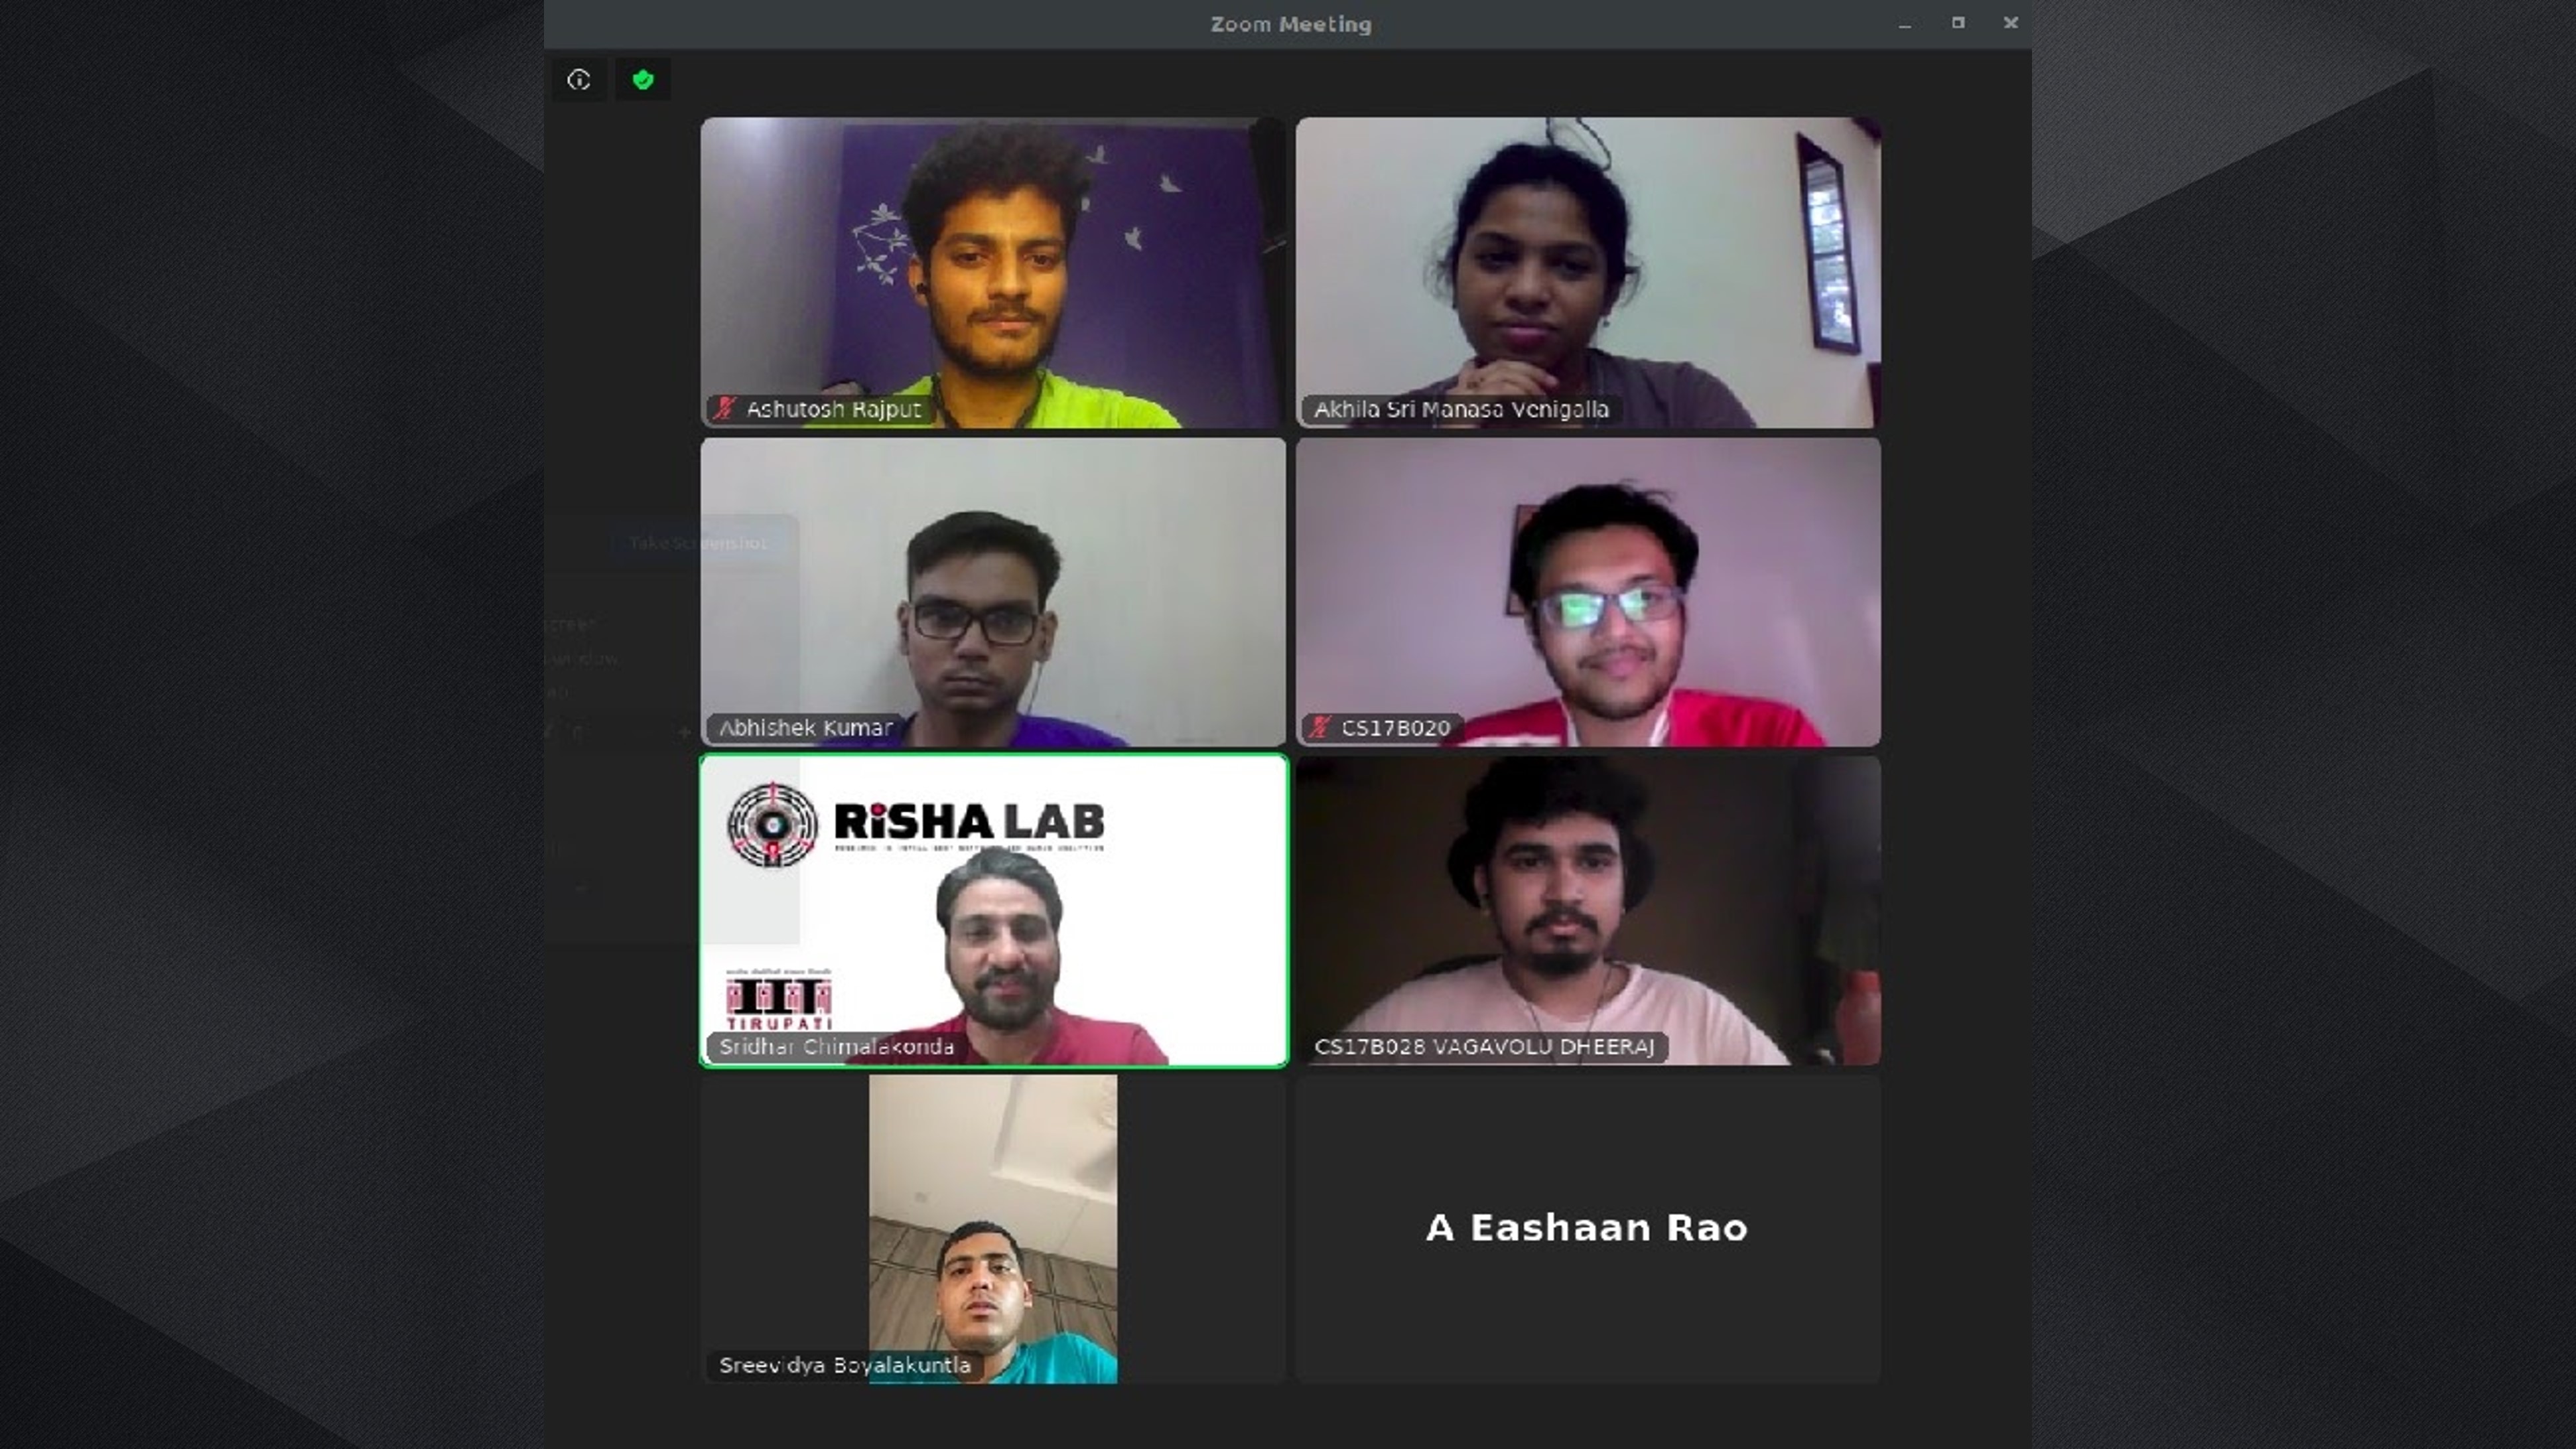 Zoom Meeting
Ashutosh Rajput
Akhila Sri Manasa Venigalla
Take Screenshot
Abhishek Kumar
CS17B020
RiSHA LAB
IIT
TIRUPATI
Sridhar Chimalakonda
CS17B028 VAGAVOLU DHEERAJ
Sreevidya Boyalakuntla
A Eashaan Rao